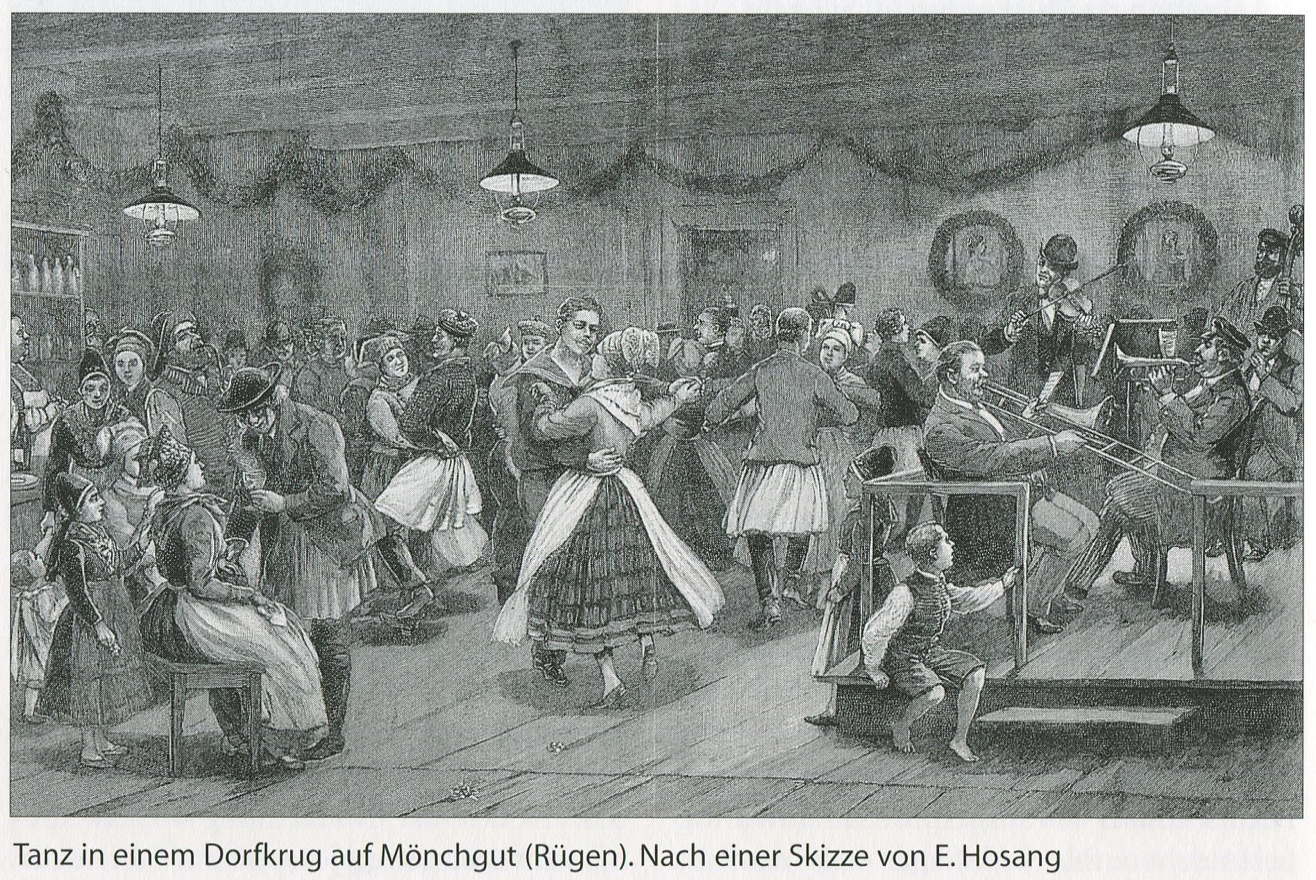 Tanz in einem Dorfkrug auf Mönchgut (Rügen). Nach einer Skizze von E. Hosang